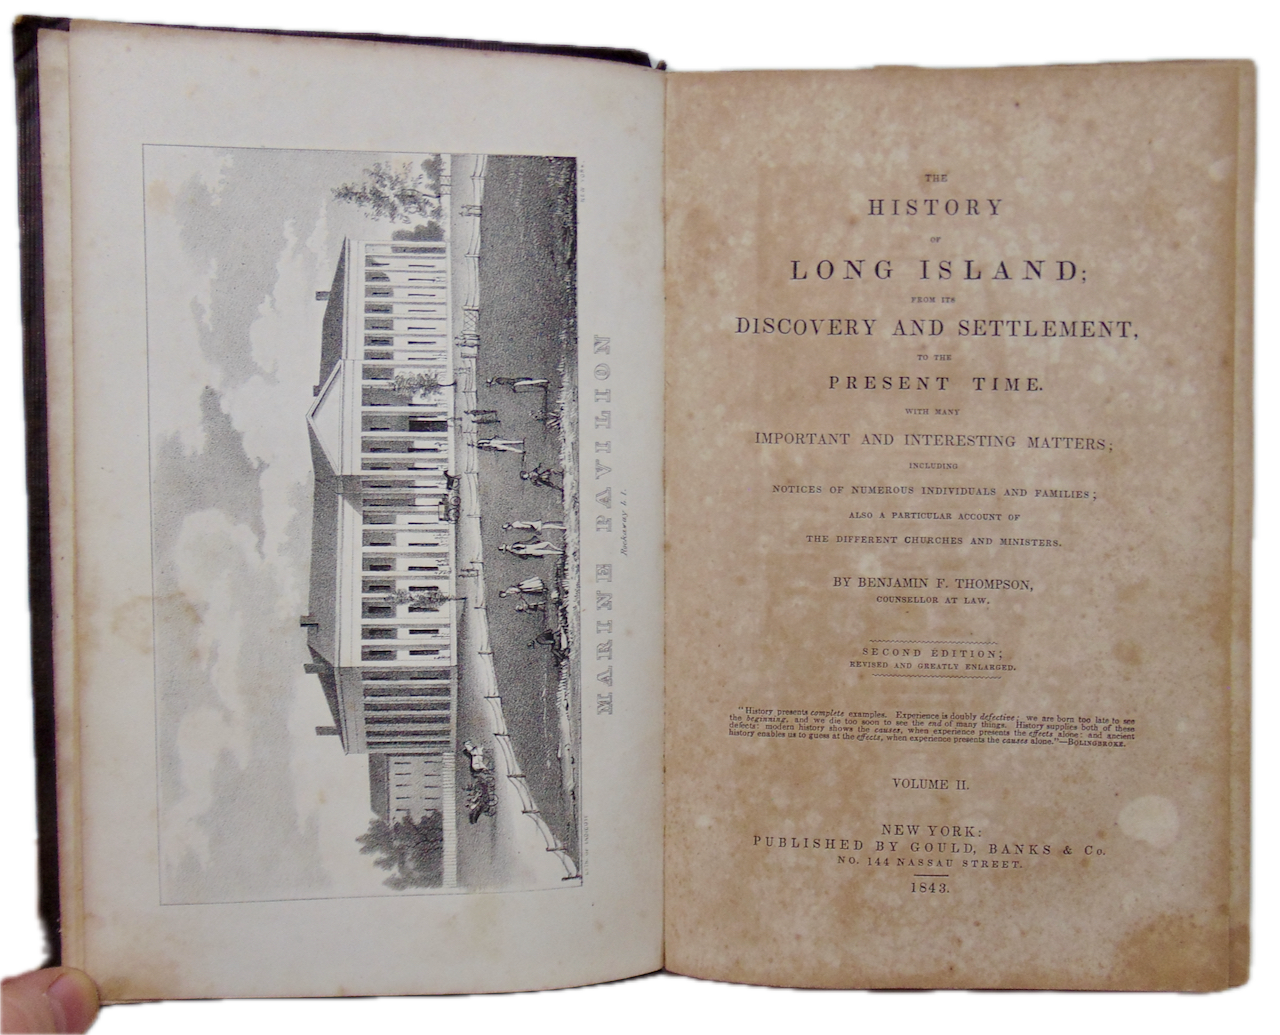 MARINE PAVILION
Rockaway L I.
THE
HISTORY
OF
LONG ISLAND;
FROM ITS
DISCOVERY AND SETTLEMENT,
TO THE
PRESENT TIME.
WITH MANY
IMPORTANT AND INTERESTING MATTERS;
INCLUDING
NOTICES OF NUMEROUS INDIVIDUALS AND FAMILIES;
ALSO A PARTICULAR ACCOUNT OF
THE DIFFERENT CHURCHES AND MINISTERS.
BY BENJAMIN F. THOMPSON,
COUNSELLOR AT LAW.
SECOND EDITION;
REVISED AND GREATLY ENLARGED.
"History presents complete examples. Experience is doubly defective; we are born too late to see
the beginning, and we die too soon to see the end of many things. History supplies both of these
defects: modern history shows the causes, when experience presents the effects alone: and ancient
history enables us to guess at the effects, when experience presents the causes alone."—BOLINGBROKE.
VOLUME II.
NEW YORK:
PUBLISHED BY GOULD, BANKS & Co.
NO. 144 NASSAU STREET.
1843.